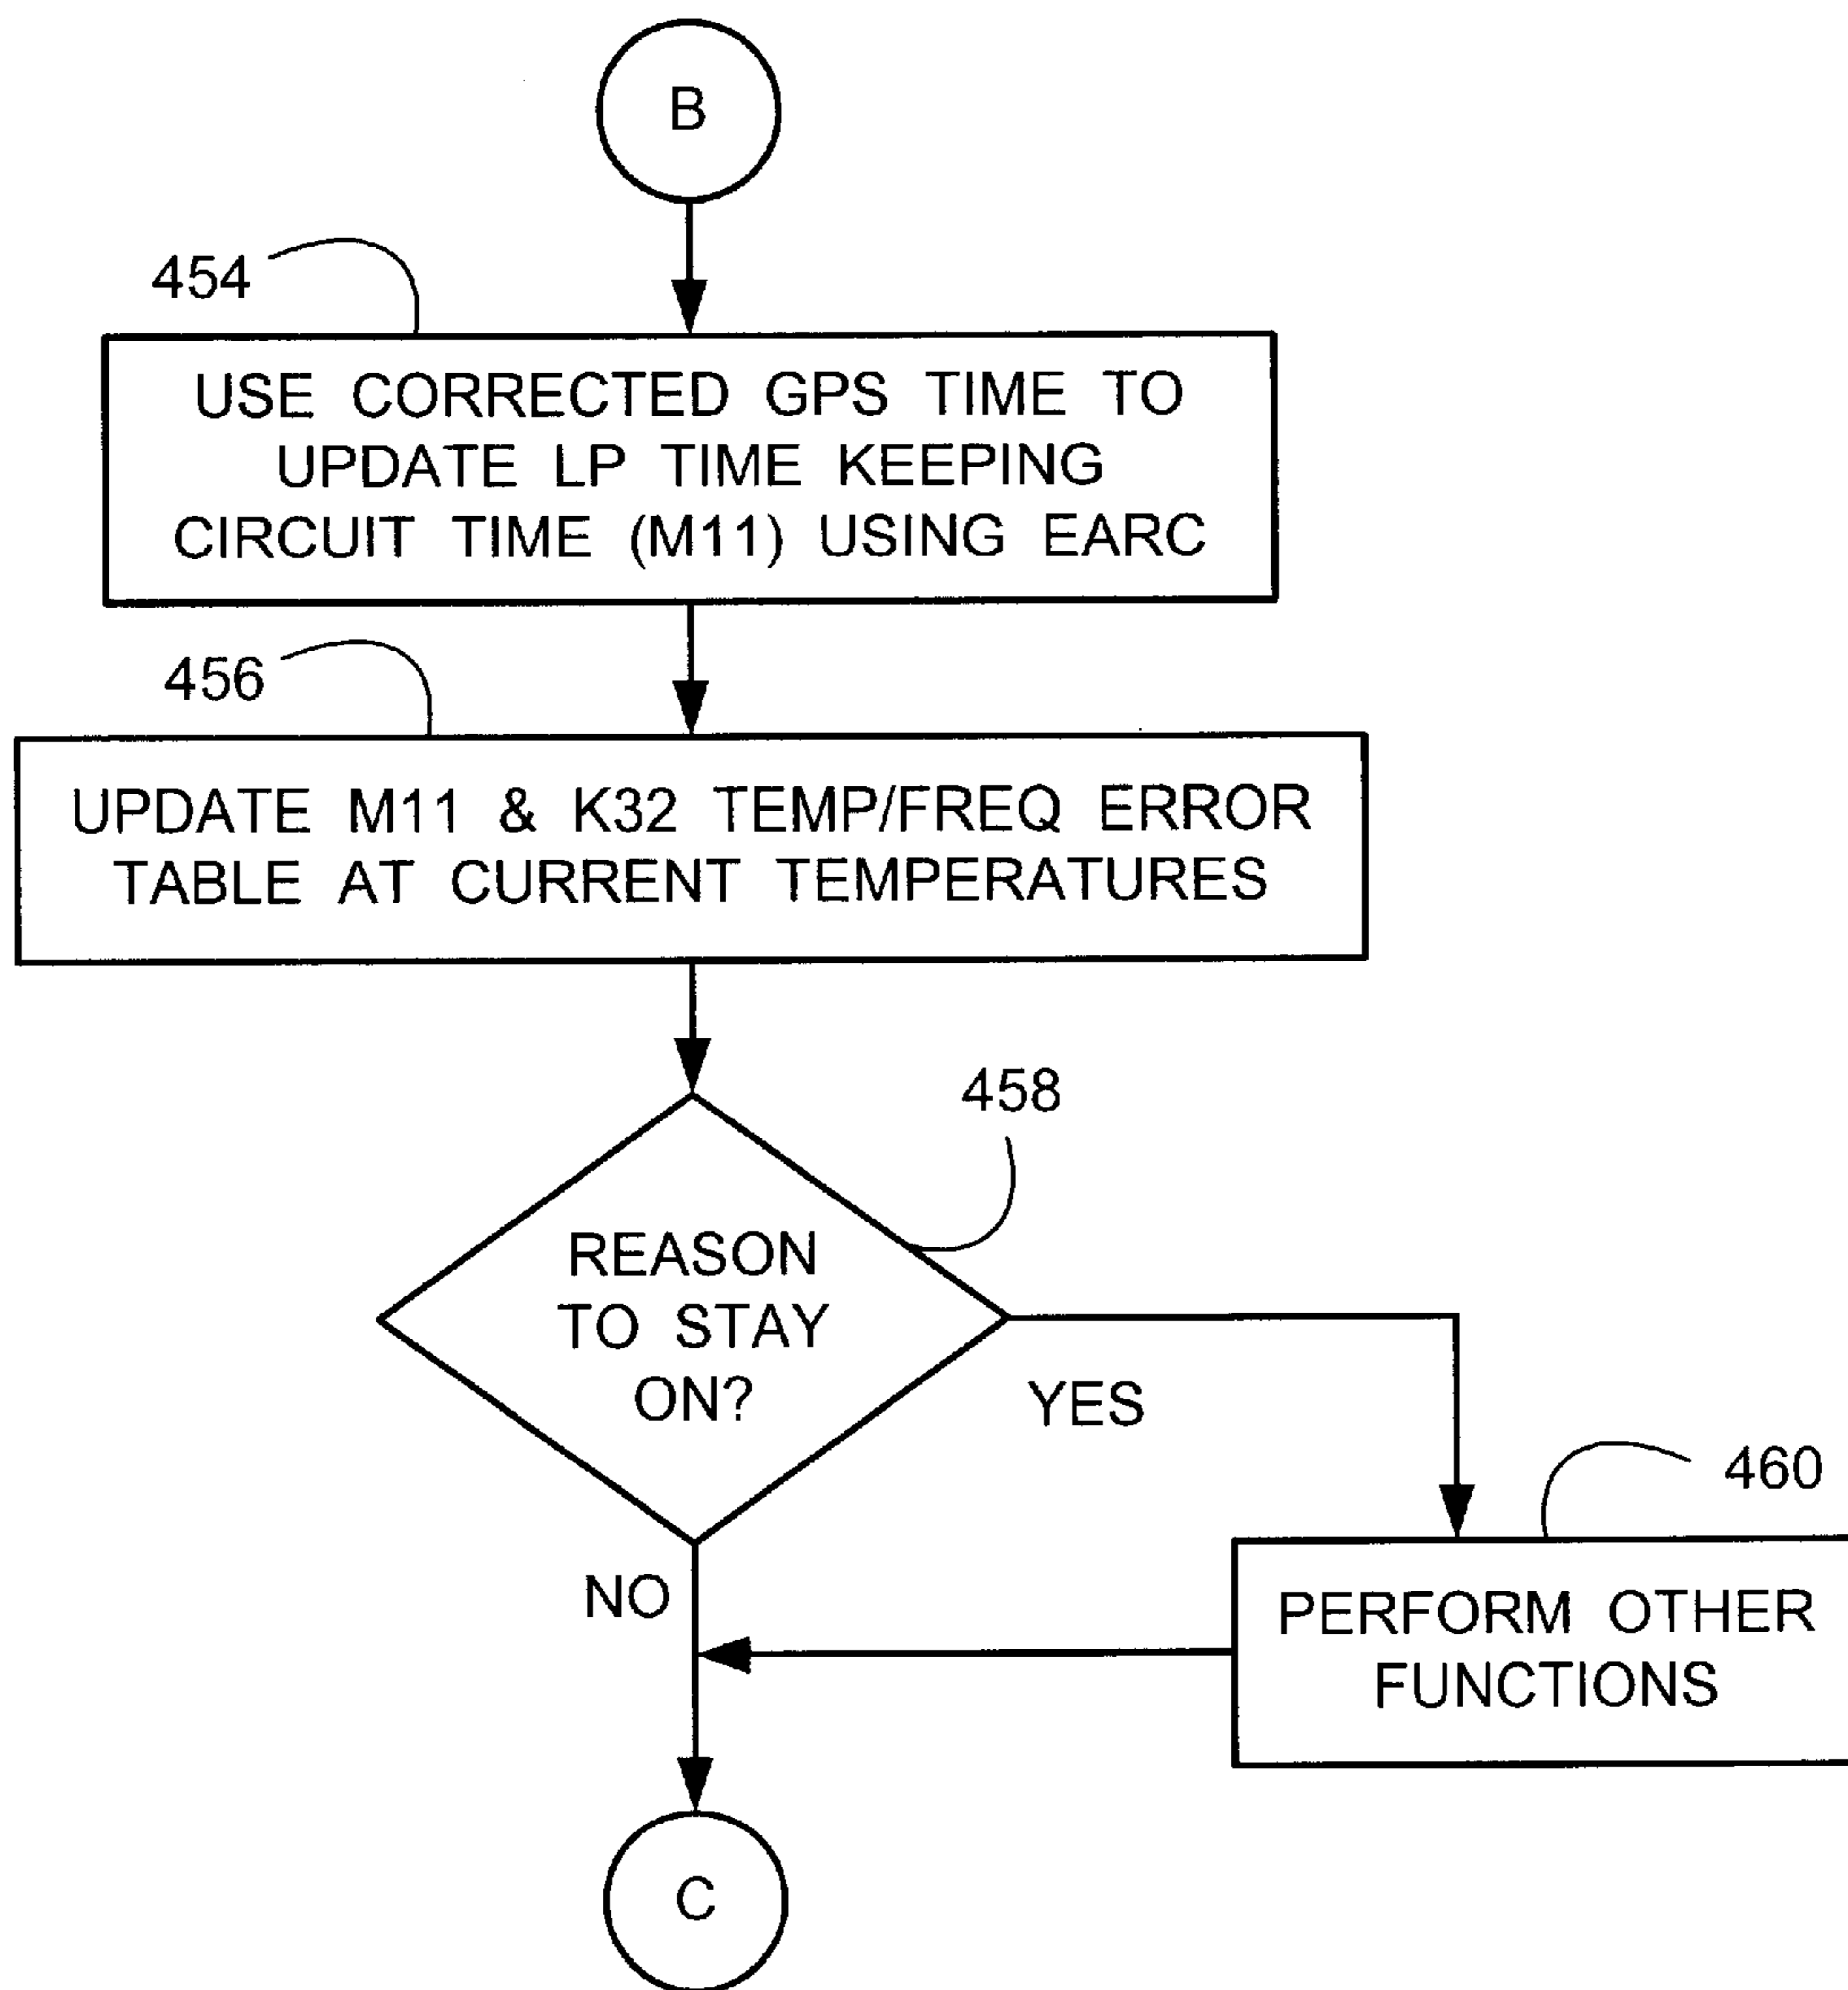 B
454
USE CORRECTED GPS TIME TO
UPDATE LP TIME KEEPING
CIRCUIT TIME (M11) USING EARC
456
UPDATE M11 & K32 TEMP/FREQ ERROR
TABLE AT CURRENT TEMPERATURES
458
REASON
TO STAY
ON?
YES
460
NO
PERFORM OTHER
FUNCTIONS
C